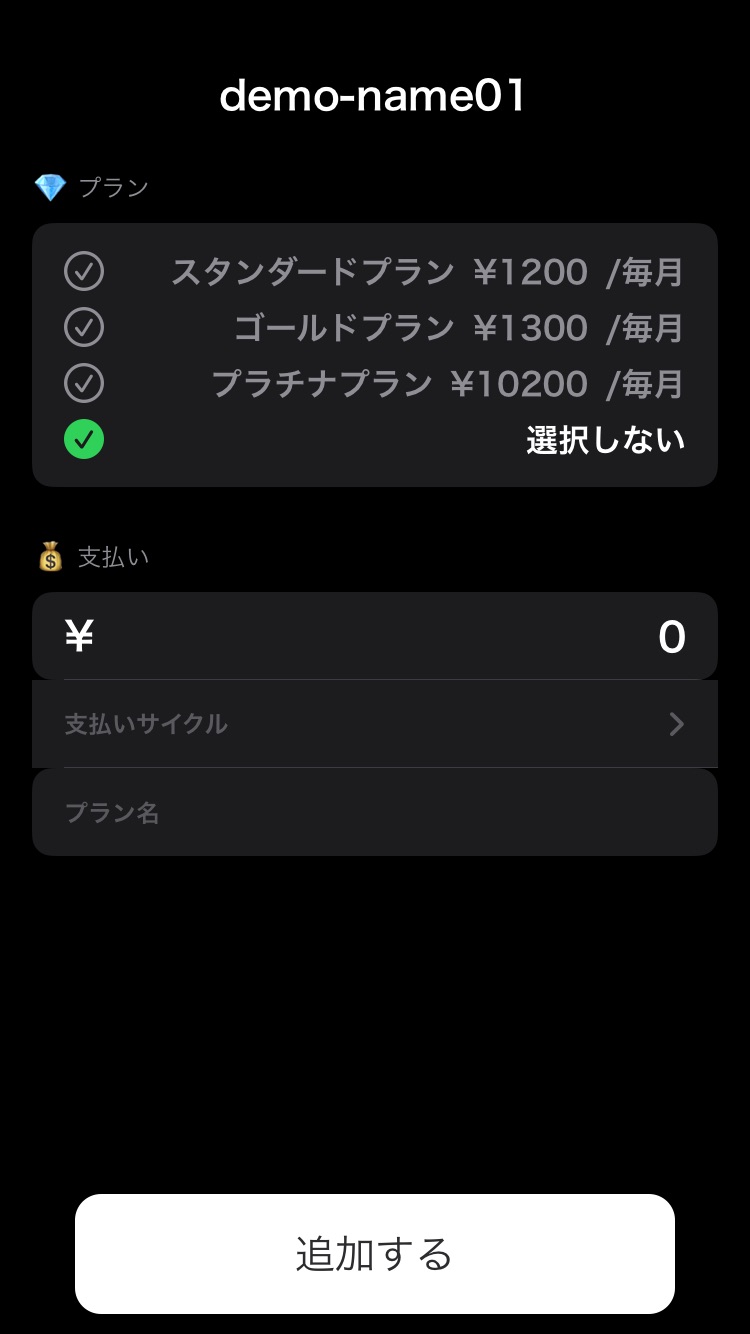 demo-name01
プラン
スタンダードプラン ¥1200 /毎月
ゴールドプラン ¥1300 /毎月
プラチナプラン ¥10200 /毎月
選択しない
支払い
¥ 0
支払いサイクル
プラン名
追加する